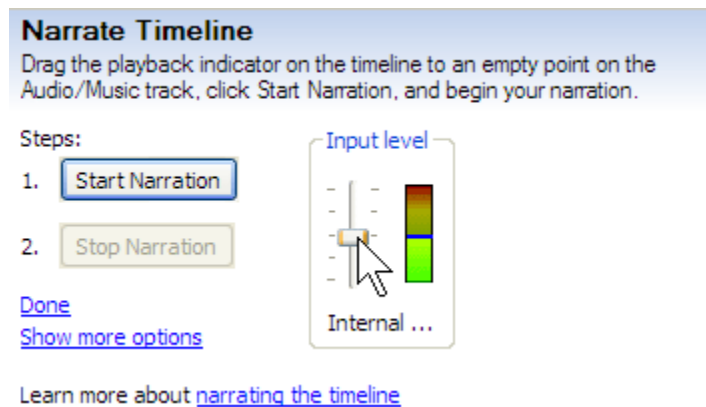 Narrate Timeline
Drag the playback indicator on the timeline to an empty point on the
Audio/Music track, click Start Narration, and begin your narration.
Steps:
1. Start Narration
2. Stop Narration
Done
Show more options
Input level
Internal ...
Learn more about narrating the timeline